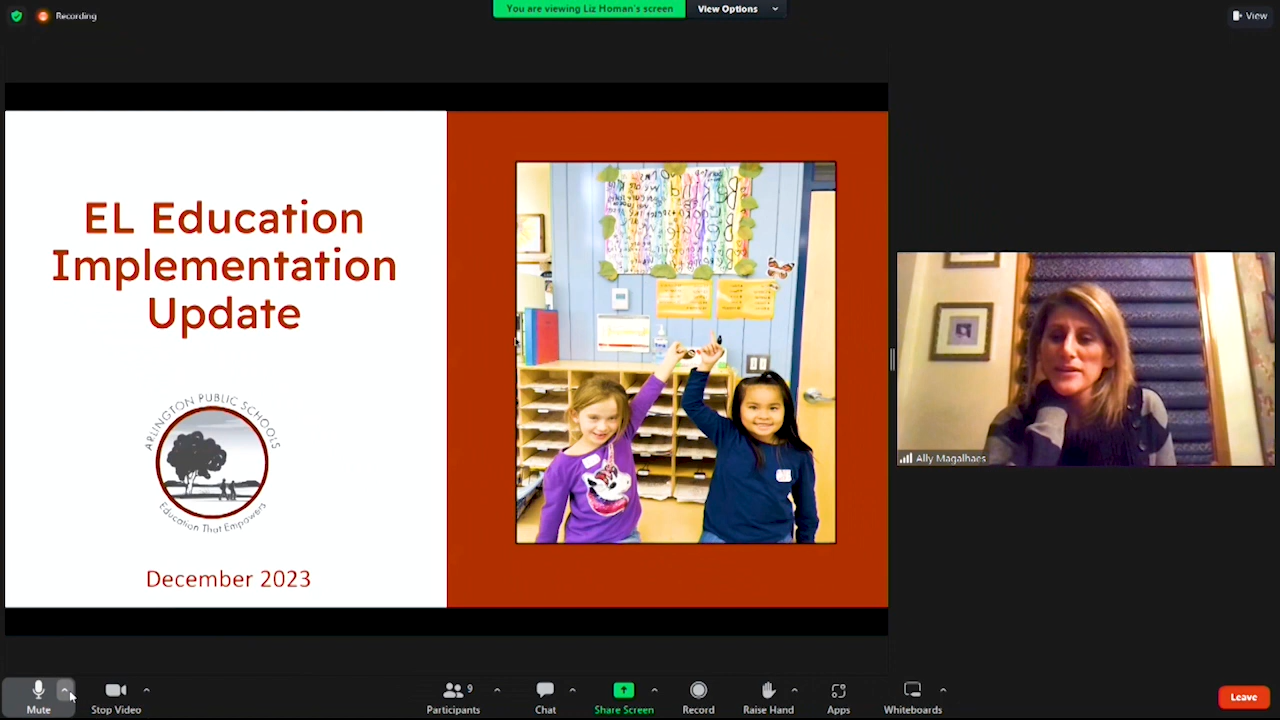 Recording
You are viewing Liz Homan's screen
View Options
View
EL Education
Implementation
Update
ARLINGTON PUBLIC SCHOOLS
Education That Empowers
December 2023
Ally Magalhaes
Mute
Stop Video
9
Participants
Chat
Share Screen
Record
Raise Hand
Apps
Whiteboards
Leave